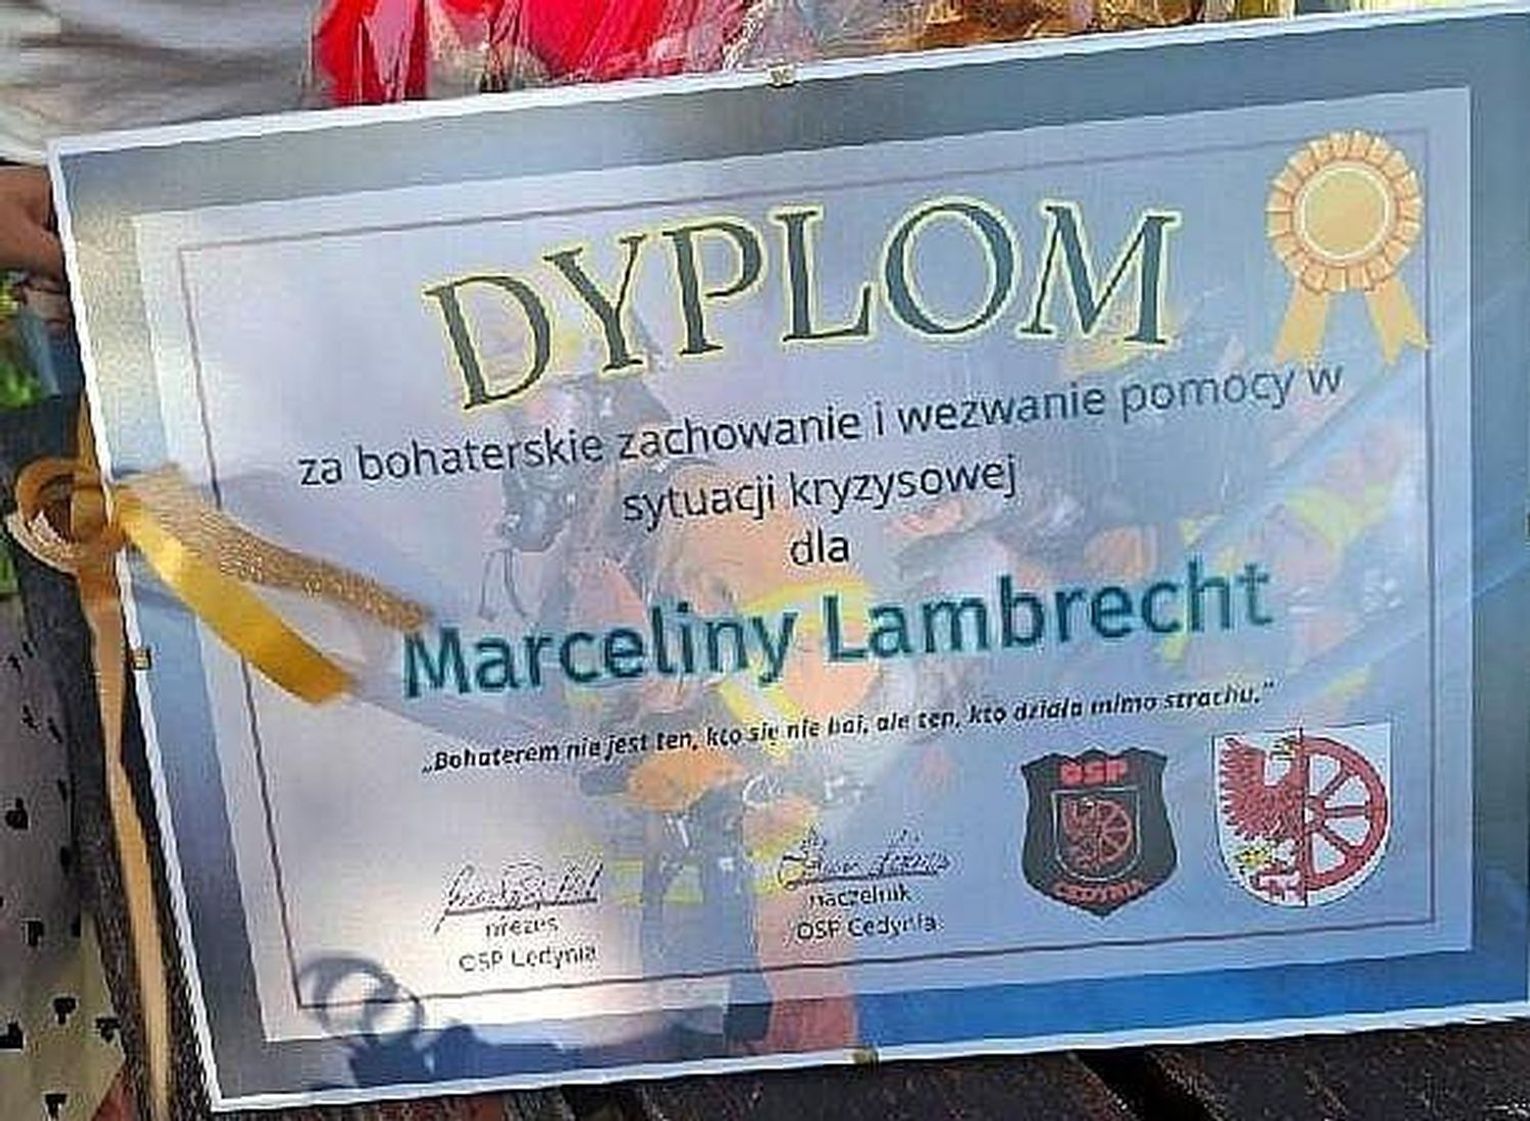 DYPLOM
za bohaterskie zachowanie i wezwanie pomocy w
sytuacji kryzysowej
dla
Marceliny Lambrecht
„Bohaterem nie jest ten, kto się nie boi, ale ten, kto działa mimo strachu."
prezes
OSP Cedynia
naczelnik
OSP Cedynia
OSP
CEDYNIA